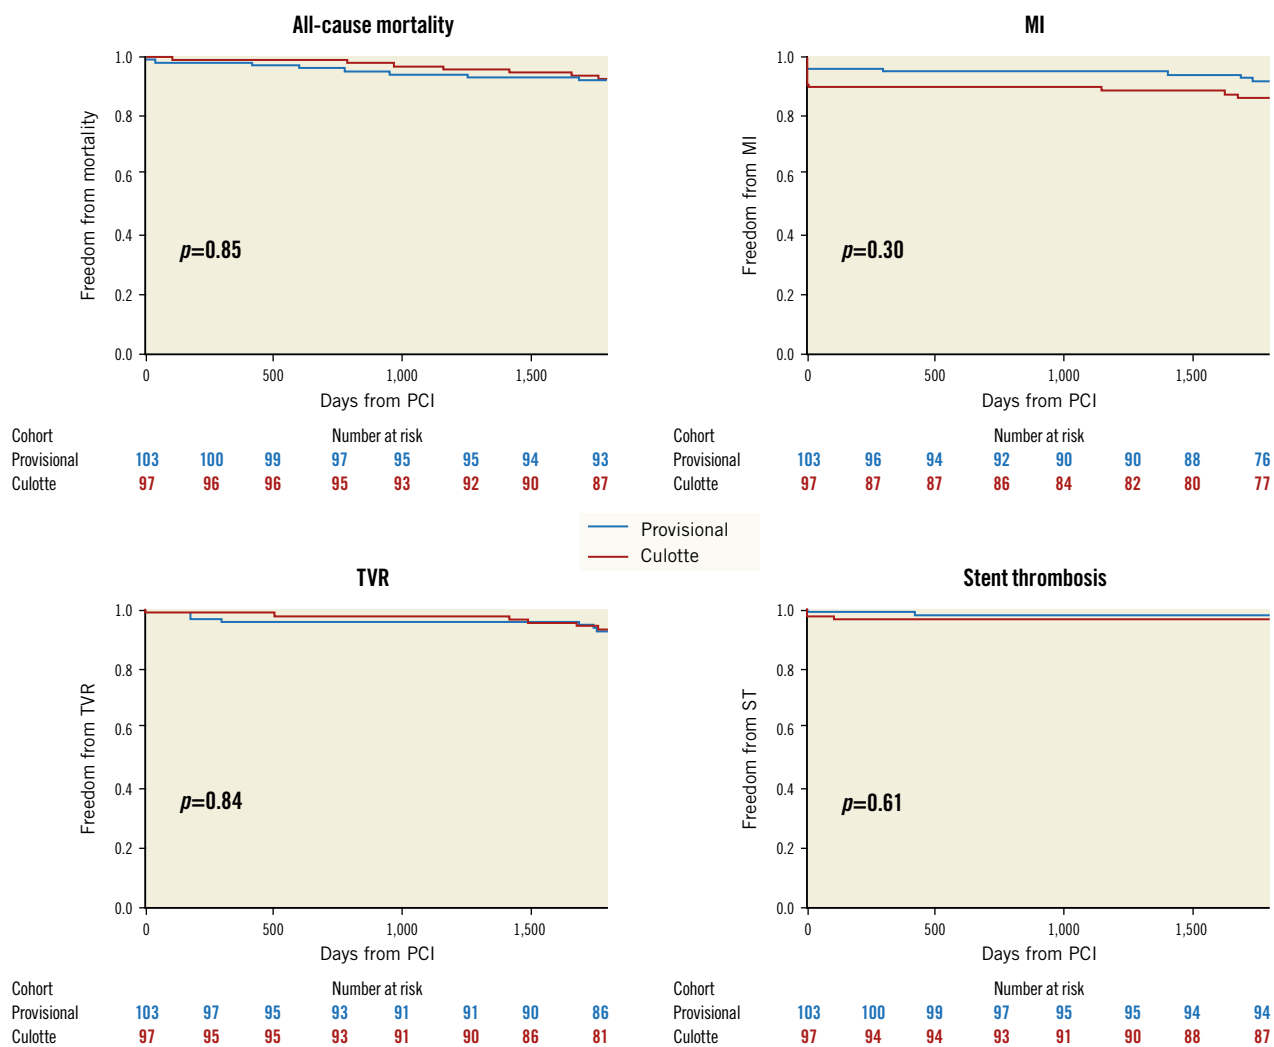 All-cause mortality
1.0
0.8
0.6
0.4
0.2
0.0
Freedom from mortality
p=0.85
0 500 1,000 1,500
Days from PCI
Cohort Number at risk
Provisional 103 100 99 97 95 95 94 93
Culotte 97 96 96 95 93 92 90 87
MI
1.0
0.8
0.6
0.4
0.2
0.0
Freedom from MI
p=0.30
0 500 1,000 1,500
Days from PCI
Cohort Number at risk
Provisional 103 96 94 92 90 90 88 76
Culotte 97 87 87 86 84 82 80 77
Provisional
Culotte
TVR
1.0
0.8
0.6
0.4
0.2
0.0
Freedom from TVR
p=0.84
0 500 1,000 1,500
Days from PCI
Cohort Number at risk
Provisional 103 97 95 93 91 91 90 86
Culotte 97 95 95 93 91 90 86 81
Stent thrombosis
1.0
0.8
0.6
0.4
0.2
0.0
Freedom from ST
p=0.61
0 500 1,000 1,500
Days from PCI
Cohort Number at risk
Provisional 103 100 99 97 95 95 94 94
Culotte 97 94 94 93 91 90 88 87